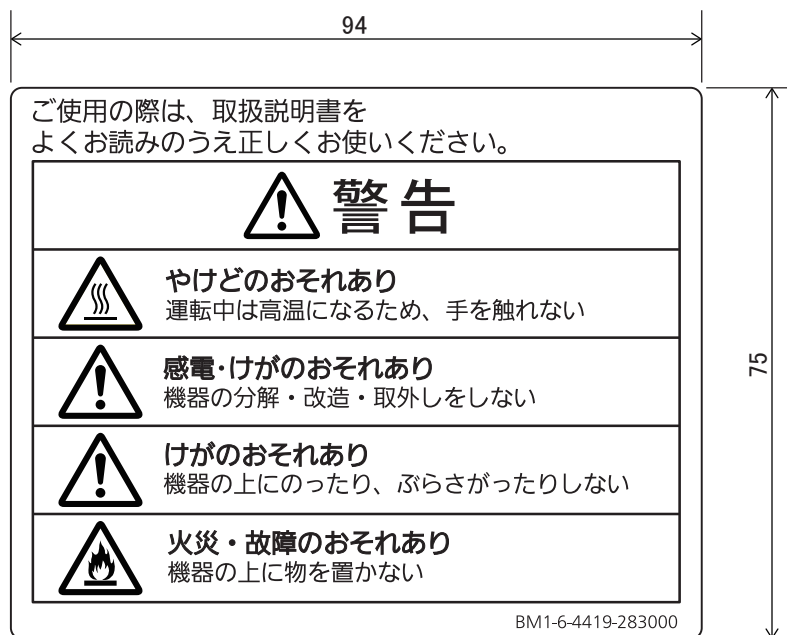 94
ご使用の際は、取扱説明書を
よくお読みのうえ正しくお使いください。
警告
やけどのおそれあり
運転中は高温になるため、手を触れない
75
感電・けがのおそれあり
機器の分解・改造・取外しをしない
けがのおそれあり
機器の上にのったり、ぶらさがったりしない
火災・故障のおそれあり
機器の上に物を置かない
BM1-6-4419-283000